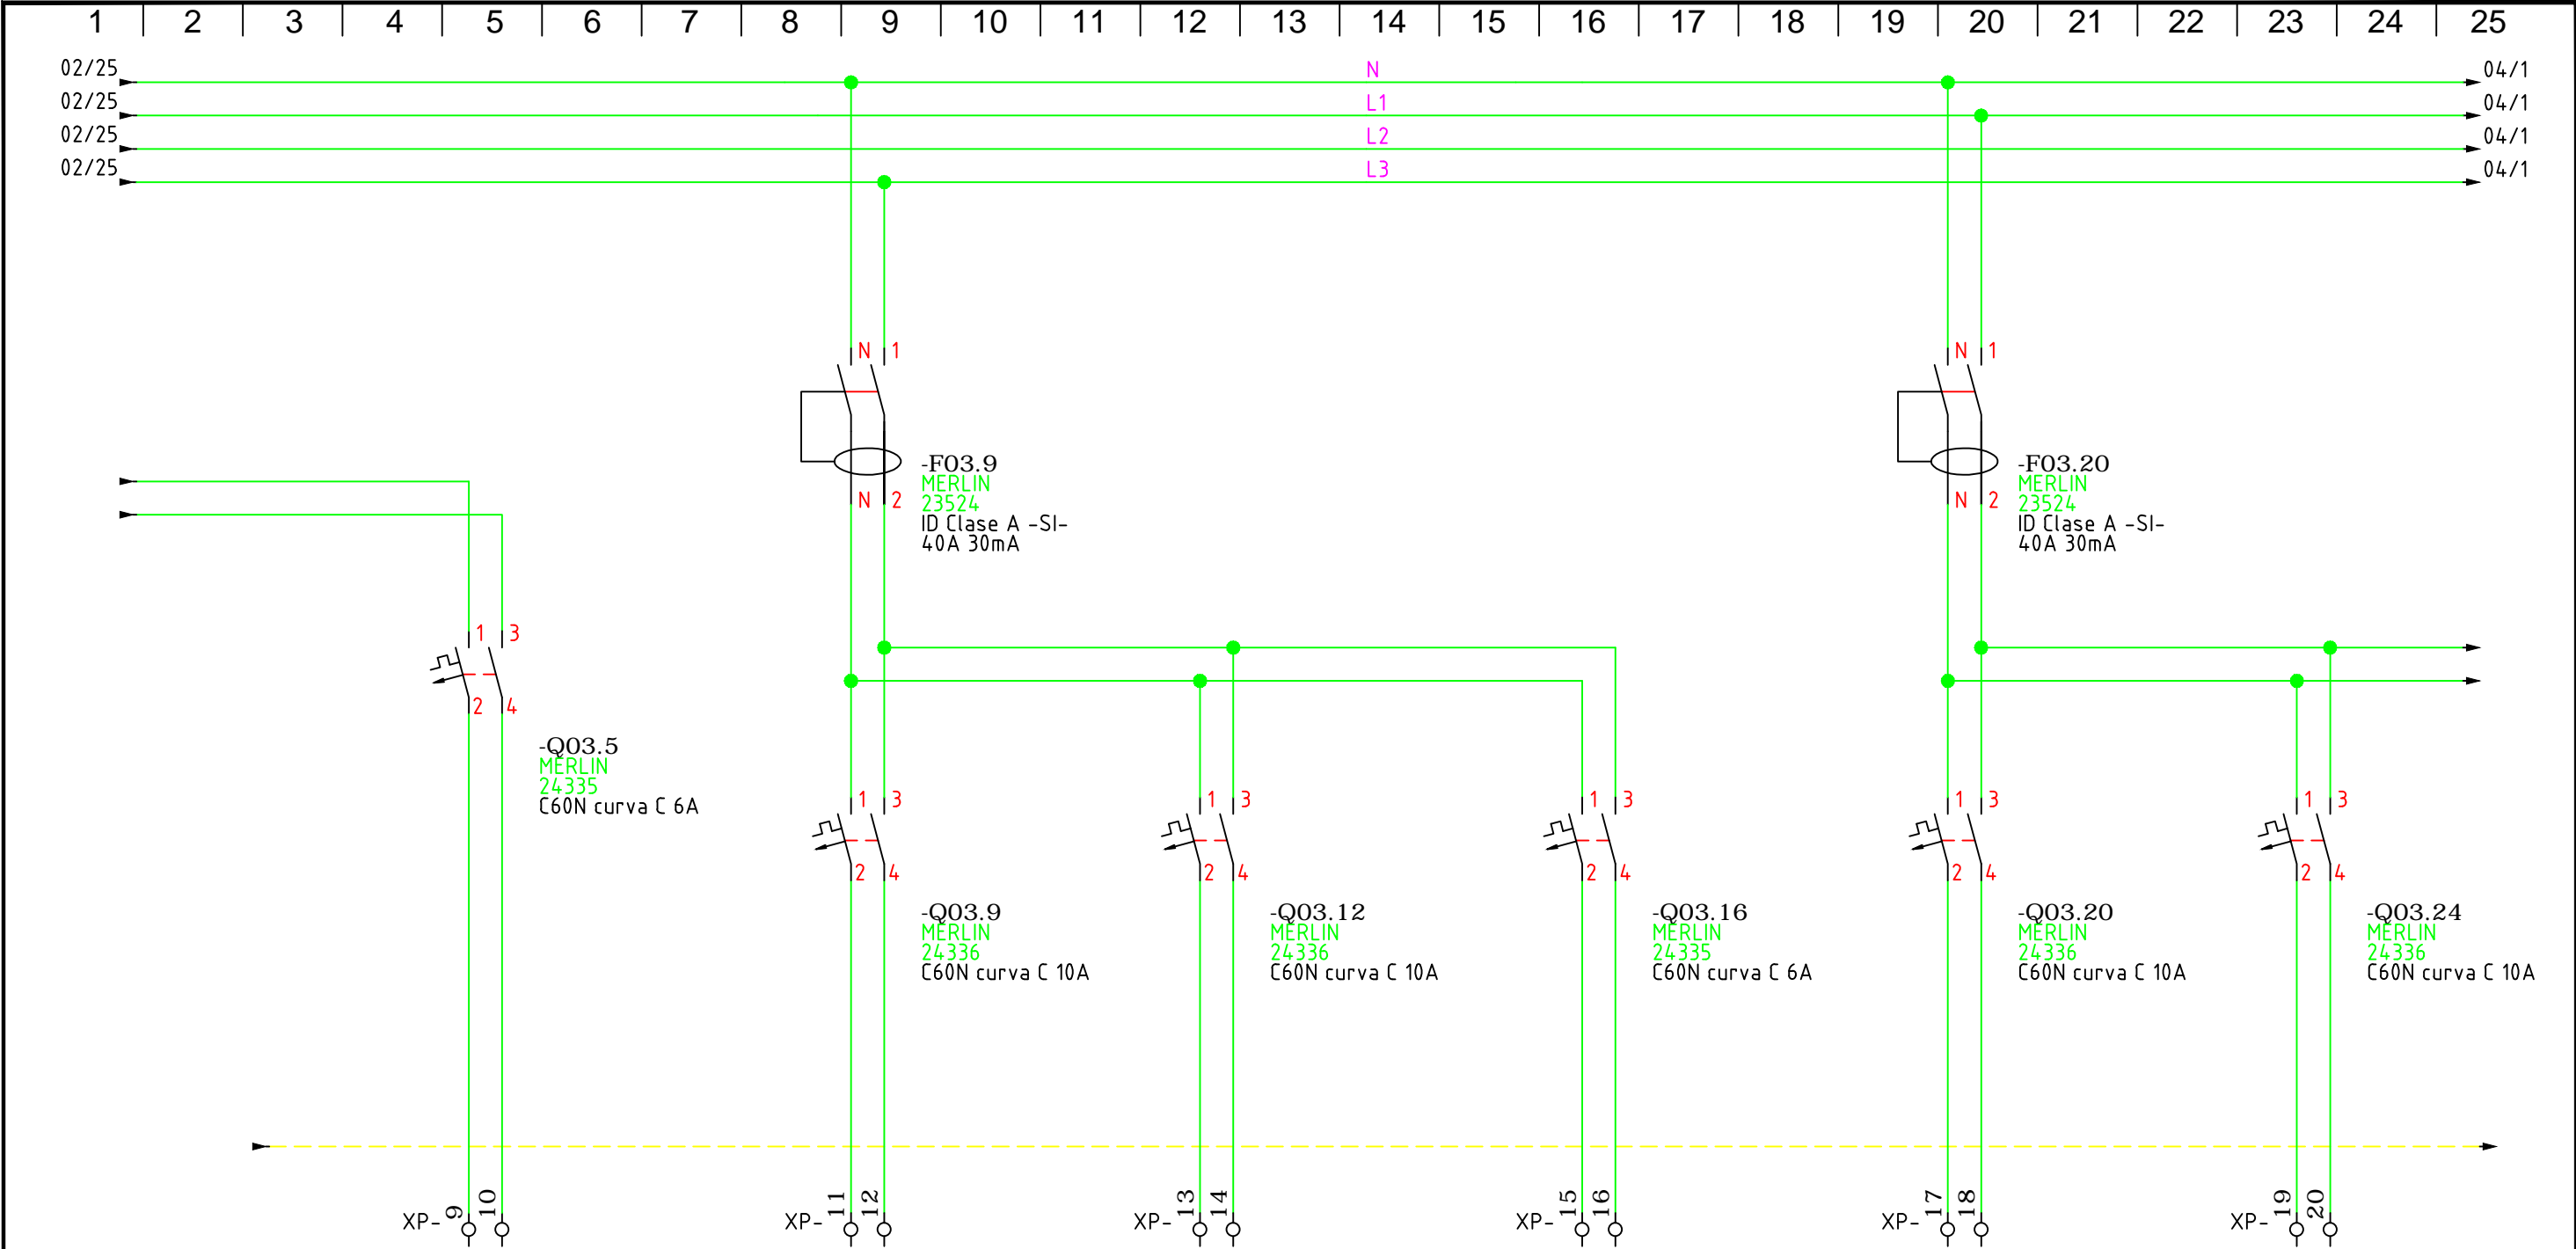 1 2 3 4 5 6 7 8 9 10 11 12 13 14 15 16 17 18 19 20 21 22 23 24 25
02/25 N 04/1
02/25 L1 04/1
02/25 L2 04/1
02/25 L3 04/1
N 1
N 2
-F03.9
MERLIN
23524
ID Clase A -SI-
40A 30mA
N 1
N 2
-F03.20
MERLIN
23524
ID Clase A -SI-
40A 30mA
1 3
2 4
-Q03.5
MERLIN
24335
C60N curva C 6A
1 3
2 4
-Q03.9
MERLIN
24336
C60N curva C 10A
1 3
2 4
-Q03.12
MERLIN
24336
C60N curva C 10A
1 3
2 4
-Q03.16
MERLIN
24335
C60N curva C 6A
1 3
2 4
-Q03.20
MERLIN
24336
C60N curva C 10A
1 3
2 4
-Q03.24
MERLIN
24336
C60N curva C 10A
XP- 9 10
XP- 11 12
XP- 13 14
XP- 15 16
XP- 17 18
XP- 19 20